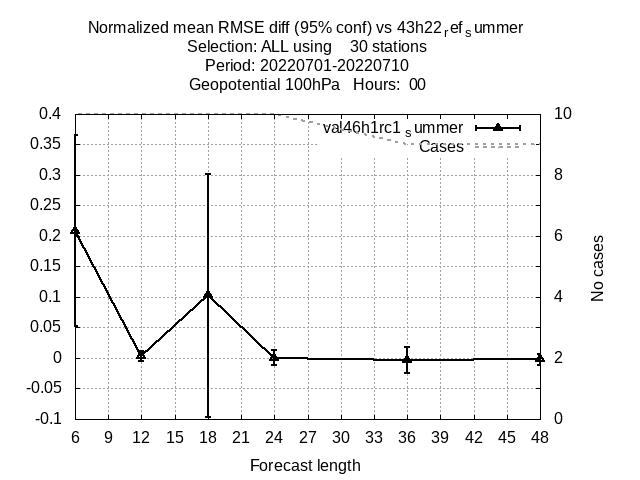 Normalized mean RMSE diff (95% conf) vs 43h22refsummer
Selection: ALL using 30 stations
Period: 20220701-20220710
Geopotential 100hPa Hours: 00
0.4
0.35
0.3
0.25
0.2
0.15
0.1
0.05
0
-0.05
-0.1
val46h1rc1summer
Cases
10
8
6
4
2
0
No cases
6 9 12 15 18 21 24 27 30 33 36 39 42 45 48
Forecast length